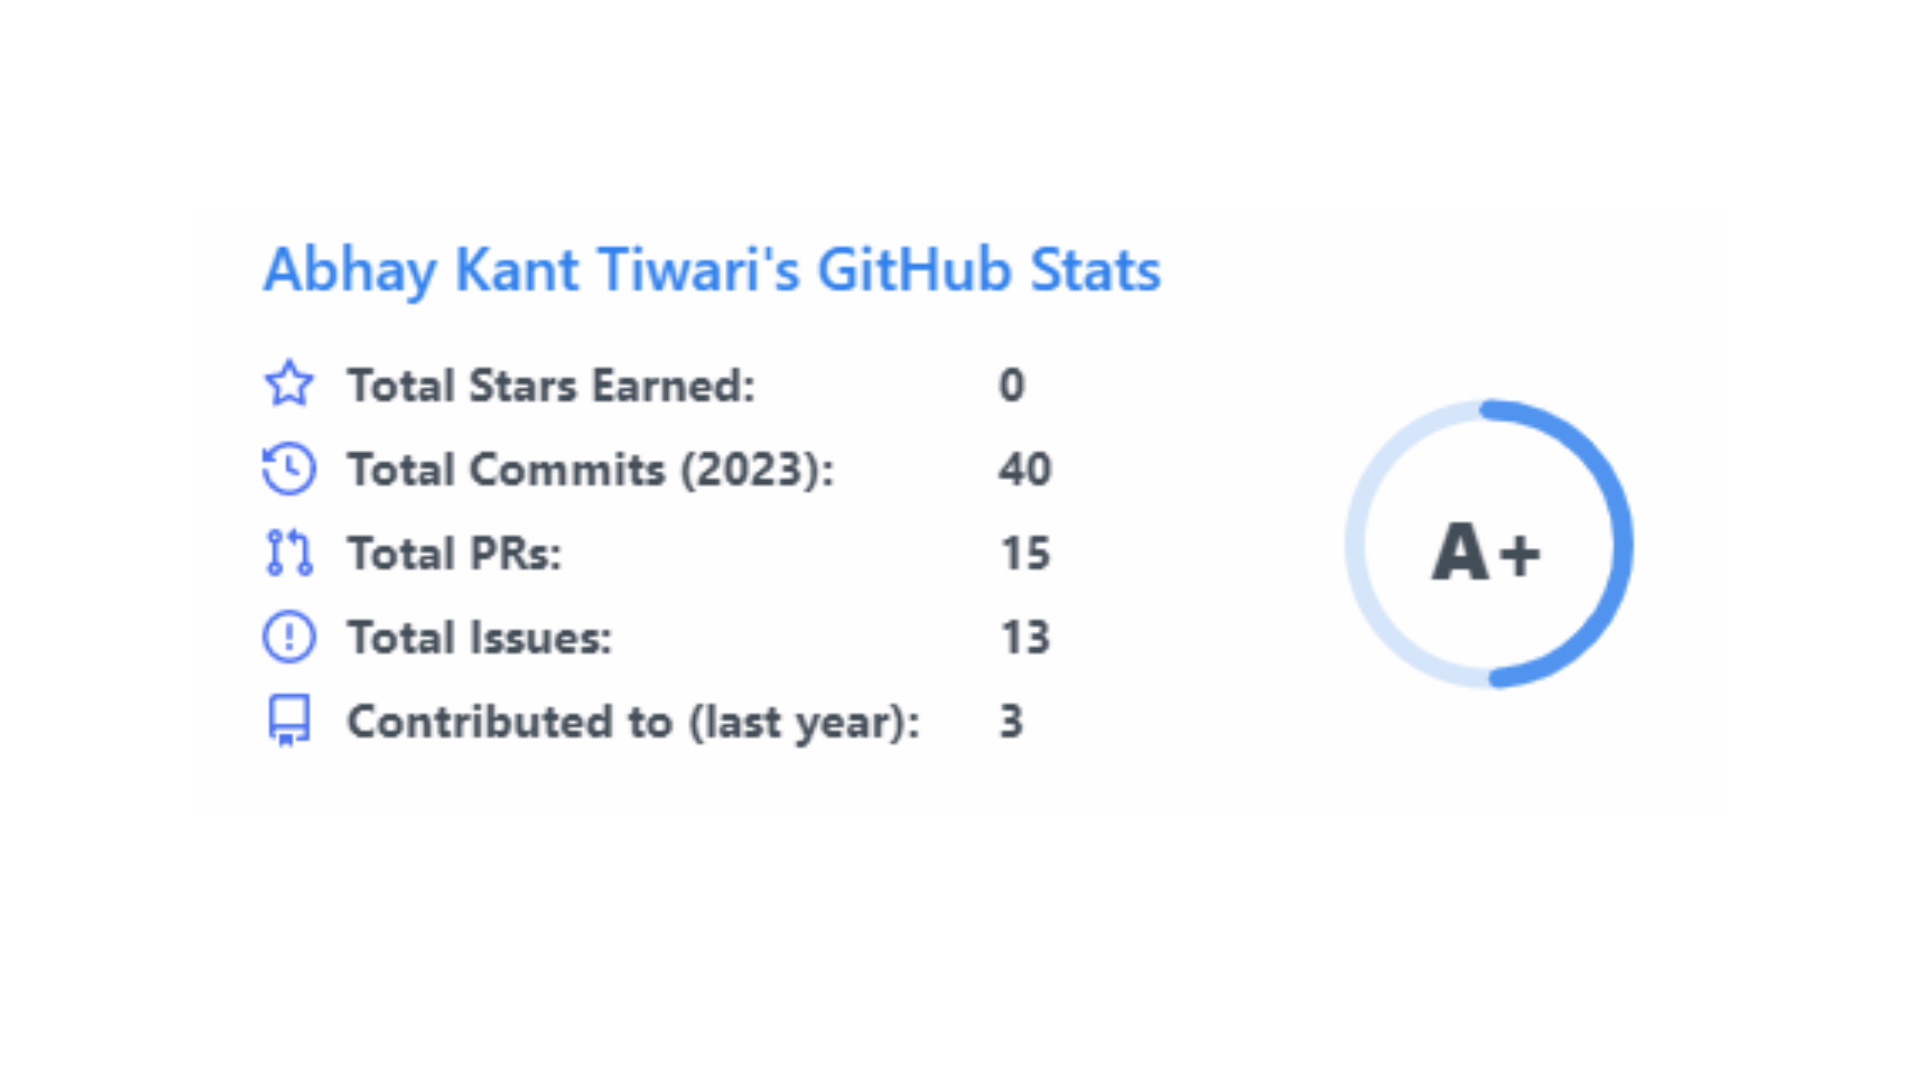 Abhay Kant Tiwari's GitHub Stats
Total Stars Earned: 0
Total Commits (2023): 40
Total PRs: 15
Total Issues: 13
Contributed to (last year): 3
A+